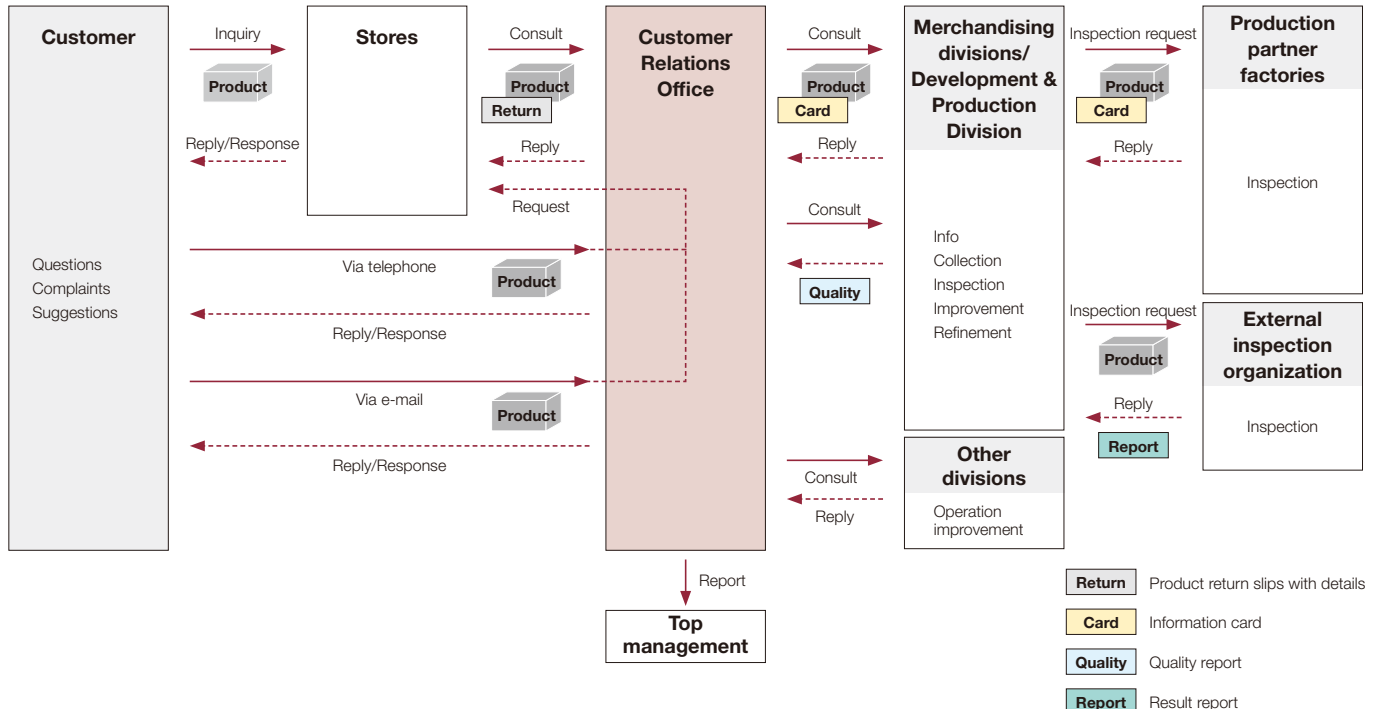 Customer
Questions
Complaints
Suggestions
Inquiry
Product
Reply/Response
Stores
Consult
Product
Return
Reply
Request
Via telephone
Product
Reply/Response
Via e-mail
Product
Reply/Response
Customer
Relations
Office
Report
Top
management
Consult
Product
Card
Reply
Consult
Quality
Consult
Reply
Merchandising
divisions/
Development &
Production
Division
Info
Collection
Inspection
Improvement
Refinement
Other
divisions
Operation
improvement
Inspection request
Product
Card
Reply
Inspection request
Product
Reply
Report
Production
partner
factories
Inspection
External
inspection
organization
Inspection
Return Product return slips with details
Card Information card
Quality Quality report
Report Result report